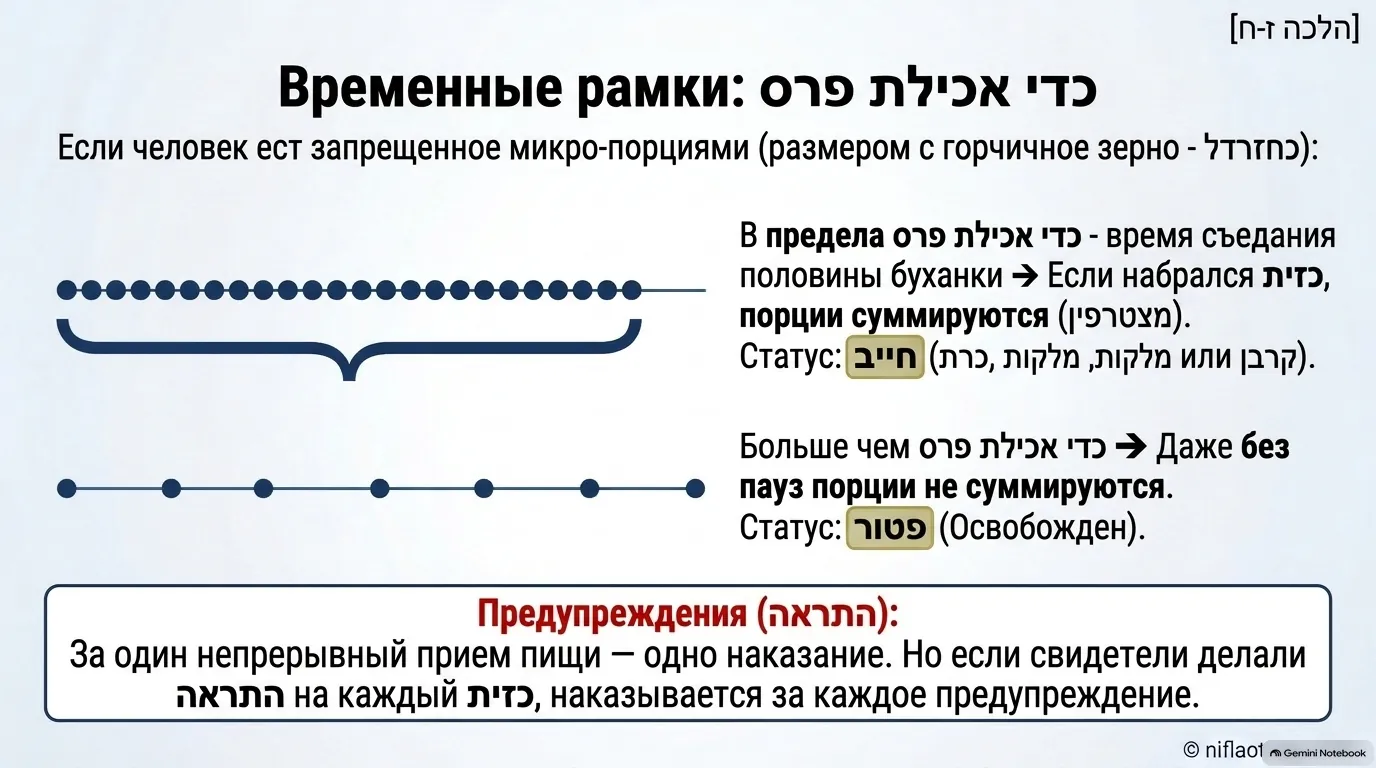 [הלכה ז-ח]
Временные рамки: כדי אכילת פרס
Если человек ест запрещенное микро-порциями (размером с горчичное зерно - כחזרדל):
В предела כדי אכילת פרס - время съедания
половины буханки ➔ Если набрался כזית,
порции суммируются (מצטרפין).
Статус: חייב (כרת, מלקות, מלקות или קרבן).
Больше чем כדי אכילת פרס ➔ Даже без
пауз порции не суммируются.
Статус: פטור (Освобожден).
Предупреждения (התראה):
За один непрерывный прием пищи — одно наказание. Но если свидетели делали
התראה на каждый כזית, наказывается за каждое предупреждение.
© niflaot
Gemini Notebook